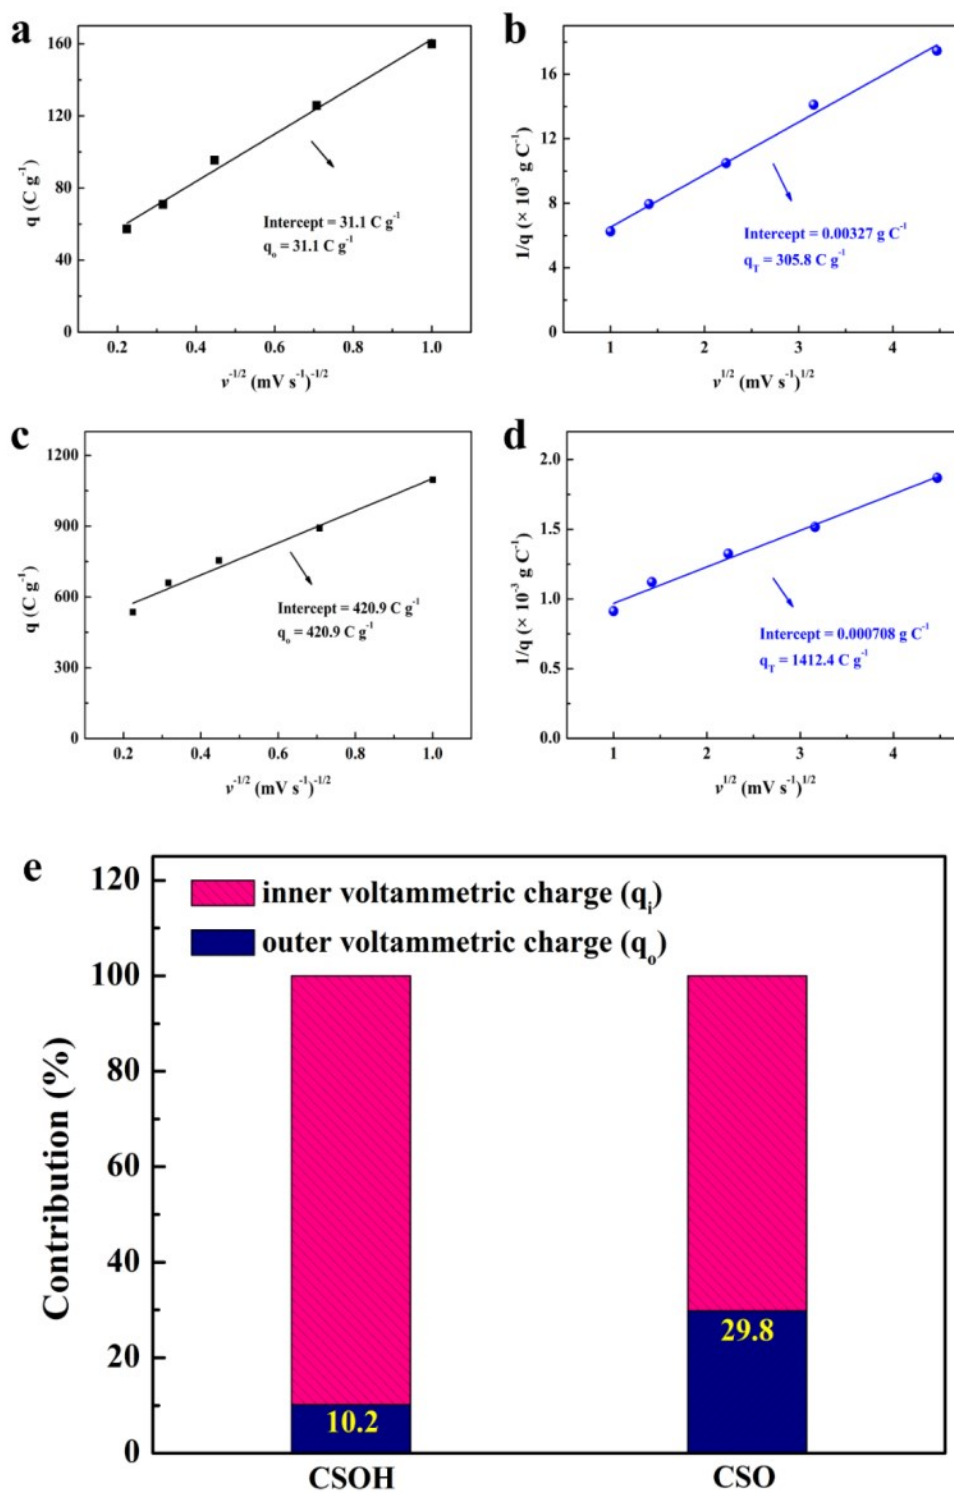 a
160
120
80
40
0
q (C g⁻¹)
Intercept = 31.1 C g⁻¹
qₒ = 31.1 C g⁻¹
0.2 0.4 0.6 0.8 1.0
v⁻¹/² (mV s⁻¹)⁻¹/²
b
16
12
8
4
0
1/q (× 10⁻³ g C⁻¹)
Intercept = 0.00327 g C⁻¹
q_T = 305.8 C g⁻¹
1 2 3 4
v¹/² (mV s⁻¹)¹/²
c
1200
900
600
300
0
q (C g⁻¹)
Intercept = 420.9 C g⁻¹
qₒ = 420.9 C g⁻¹
0.2 0.4 0.6 0.8 1.0
v⁻¹/² (mV s⁻¹)⁻¹/²
d
2.0
1.5
1.0
0.5
0.0
1/q (× 10⁻³ g C⁻¹)
Intercept = 0.000708 g C⁻¹
q_T = 1412.4 C g⁻¹
1 2 3 4
v¹/² (mV s⁻¹)¹/²
e
120
100
80
60
40
20
0
Contribution (%)
inner voltammetric charge (qᵢ)
outer voltammetric charge (qₒ)
10.2
29.8
CSOH CSO